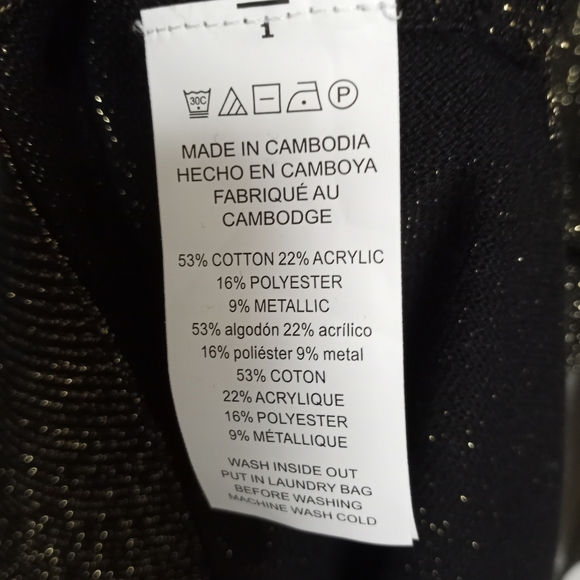 1
30C P
MADE IN CAMBODIA
HECHO EN CAMBOYA
FABRIQUÉ AU
CAMBODGE
53% COTTON 22% ACRYLIC
16% POLYESTER
9% METALLIC
53% algodón 22% acrílico
16% poliéster 9% metal
53% COTON
22% ACRYLIQUE
16% POLYESTER
9% MÉTALLIQUE
WASH INSIDE OUT
PUT IN LAUNDRY BAG
BEFORE WASHING
MACHINE WASH COLD